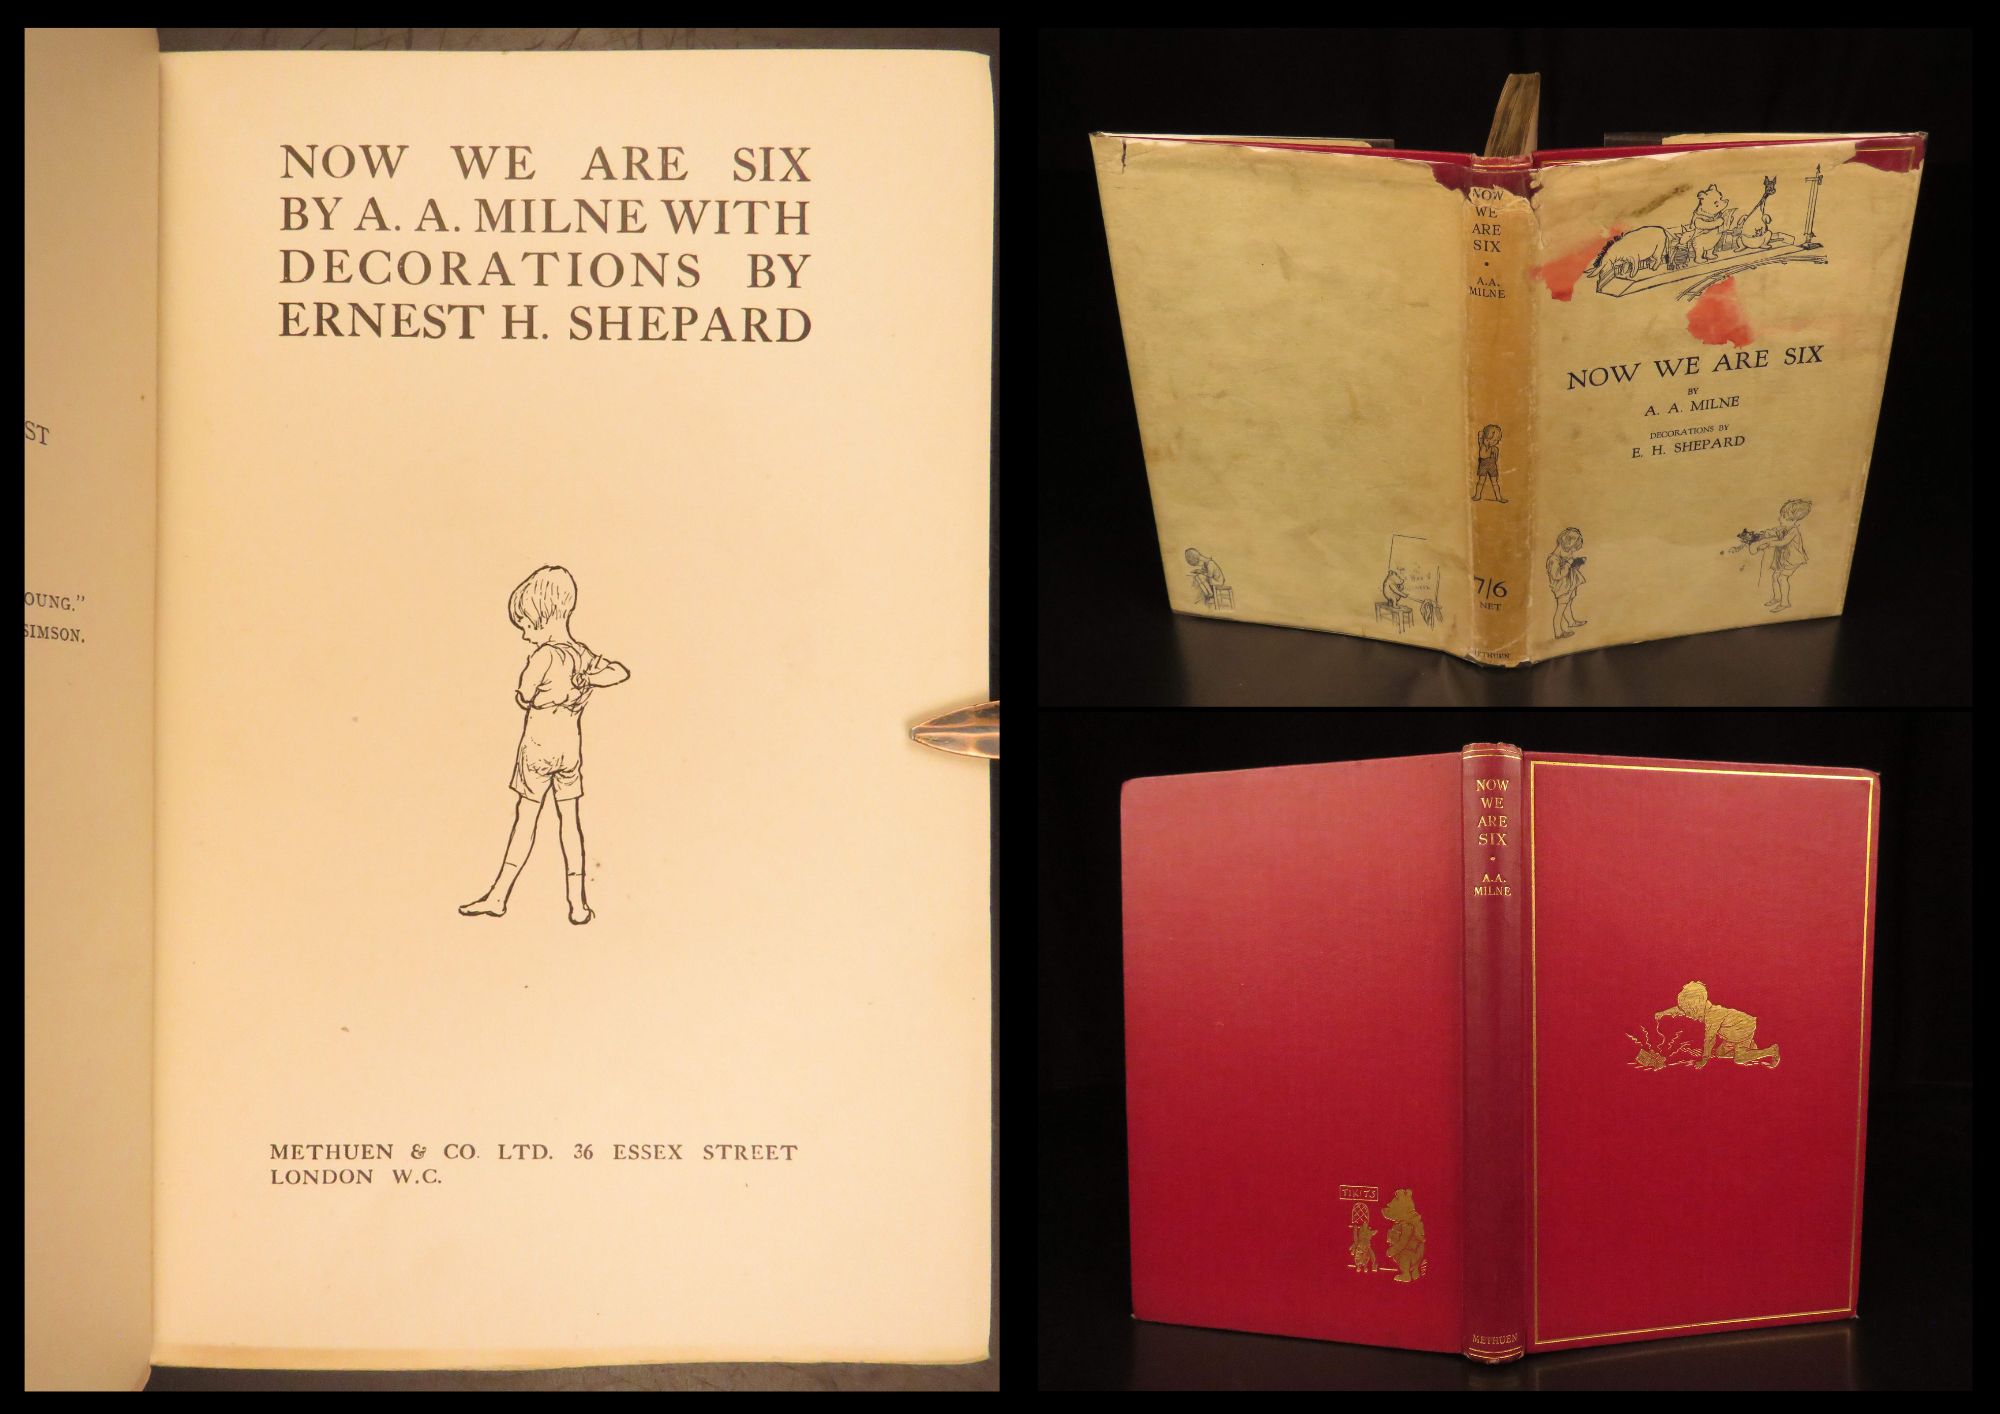 ST
OUNG."
SIMSON.
NOW WE ARE SIX
BY A. A. MILNE WITH
DECORATIONS BY
ERNEST H. SHEPARD
METHUEN & CO. LTD. 36 ESSEX STREET
LONDON W.C.
NOW
WE
ARE
SIX
A.A.
MILNE
7/6
NET
METHUEN
NOW WE ARE SIX
BY
A. A. MILNE
DECORATIONS BY
E. H. SHEPARD
TIKITS
NOW
WE
ARE
SIX
A.A.
MILNE
METHUEN